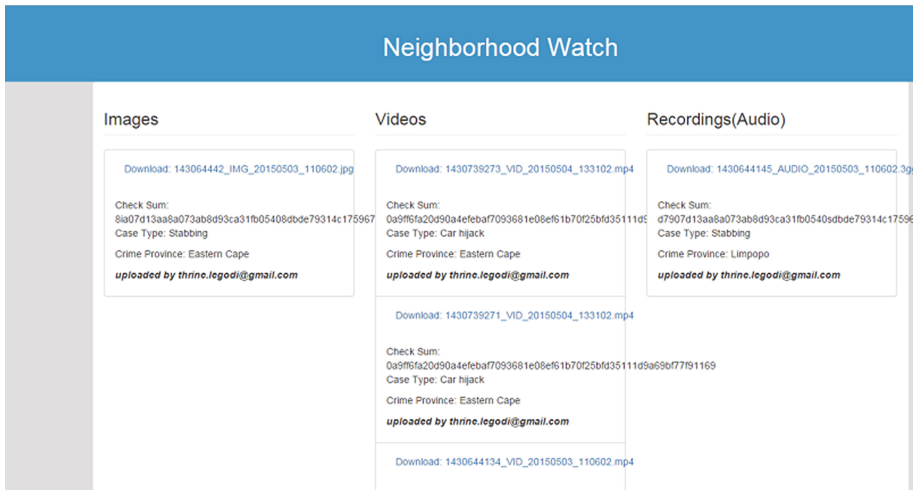 Neighborhood Watch
Images
Download: 143064442_IMG_20150503_110602.jpg
Check Sum:
8ia07d13aa8a073ab8d93ca31fb05408dbde79314c175967
Case Type: Stabbing
Crime Province: Eastern Cape
uploaded by thrine.legodi@gmail.com
Videos
Download: 1430739273_VID_20150504_133102.mp4
Check Sum:
0a9ff6fa20d90a4efebaf7093681e08ef61b70f25bfd35111d
Case Type: Car hijack
Crime Province: Eastern Cape
uploaded by thrine.legodi@gmail.com
Download: 1430739271_VID_20150504_133102.mp4
Check Sum:
0a9ff6fa20d90a4efebaf7093681e08ef61b70f25bfd35111d9a69bf77f91169
Case Type: Car hijack
Crime Province: Eastern Cape
uploaded by thrine.legodi@gmail.com
Download: 1430644134_VID_20150503_110602.mp4
Recordings(Audio)
Download: 1430644145_AUDIO_20150503_110602.3g
Check Sum:
d7907d13aa8a073ab8d93ca31fb0540sdbde79314c1759
Case Type: Stabbing
Crime Province: Limpopo
uploaded by thrine.legodi@gmail.com